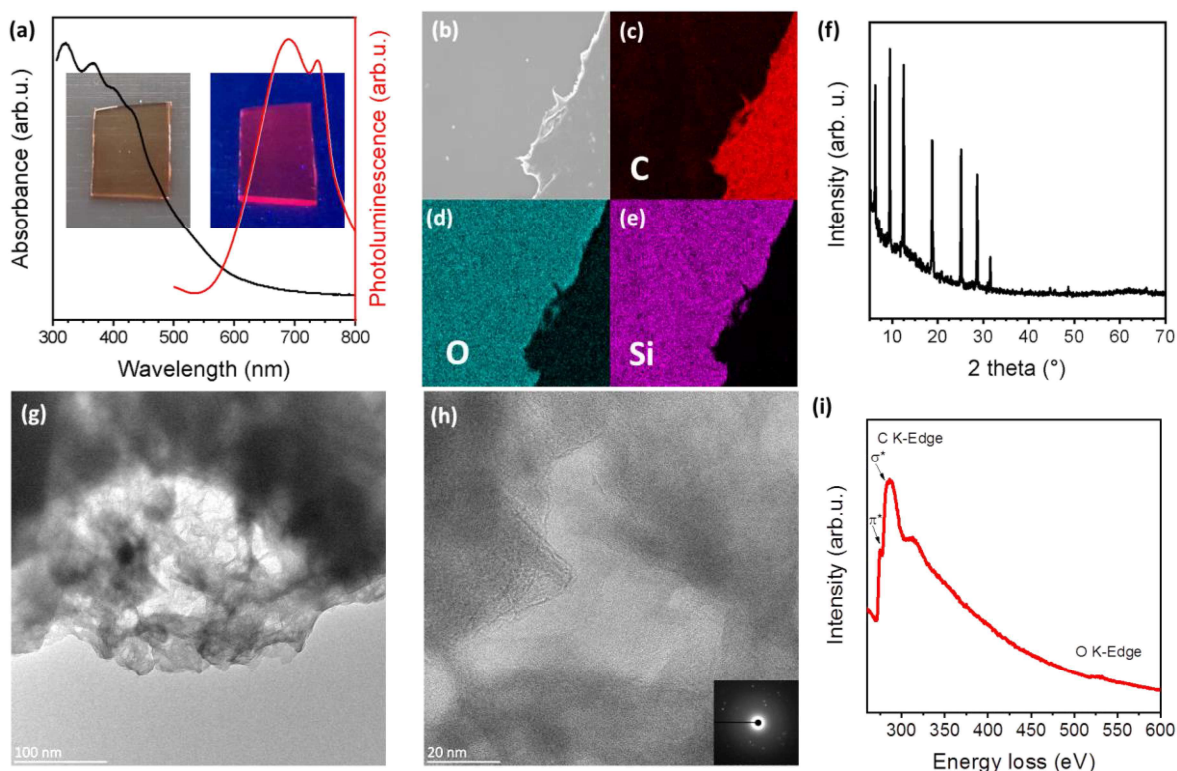 (a)
Absorbance (arb.u.)
Photoluminescence (arb.u.)
300 400 500 600 700 800
Wavelength (nm)
(b)
(c)
C
(d)
O
(e)
Si
(f)
Intensity (arb. u.)
10 20 30 40 50 60 70
2 theta (°)
(g)
100 nm
(h)
20 nm
(i)
C K-Edge
σ*
π*
O K-Edge
Intensity (arb.u.)
300 350 400 450 500 550 600
Energy loss (eV)